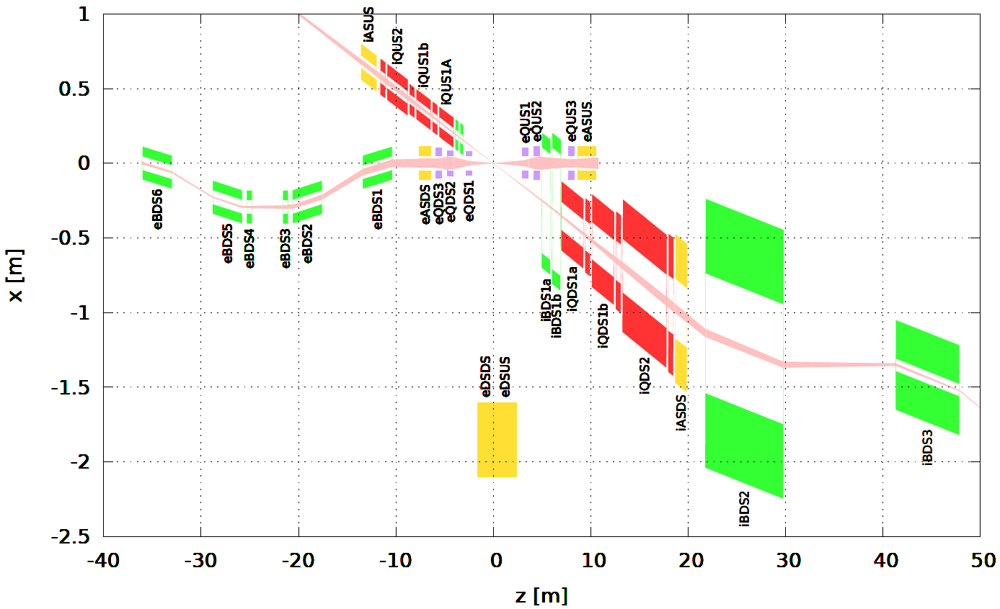 1
0.5
0
-0.5
-1
-1.5
-2
-2.5
x [m]
-40
-30
-20
-10
0
10
20
30
40
50
z [m]
iASUS
iQUS2
iQUS1b
iQUS1A
eQUS1
eQUS2
eQUS3
eASUS
eBDS6
eBDS5
eBDS4
eBDS3
eBDS2
eBDS1
eASDS
eQDS3
eQDS2
eQDS1
iBDS1a
iBDS1b
iQDS1a
iQDS1b
iQDS2
iASDS
eDSDS
eDSUS
iBDS2
iBDS3